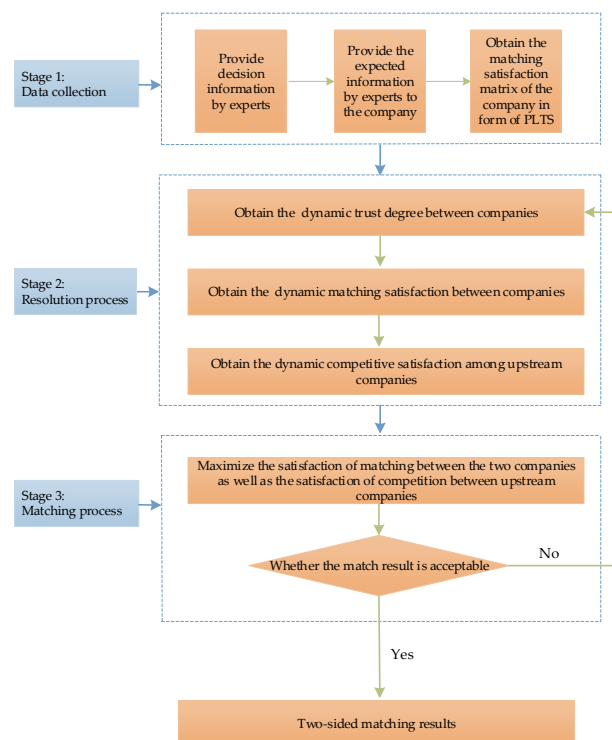 Stage 1:
Data collection
Provide
decision
information
by experts
Provide the
expected
information
by experts to
the company
Obtain the
matching
satisfaction
matrix of the
company in
form of PLTS
Stage 2:
Resolution process
Obtain the dynamic trust degree between companies
Obtain the dynamic matching satisfaction between companies
Obtain the dynamic competitive satisfaction among upstream
companies
Stage 3:
Matching process
Maximize the satisfaction of matching between the two companies
as well as the satisfaction of competition between upstream
companies
Whether the match result is acceptable
No
Yes
Two-sided matching results